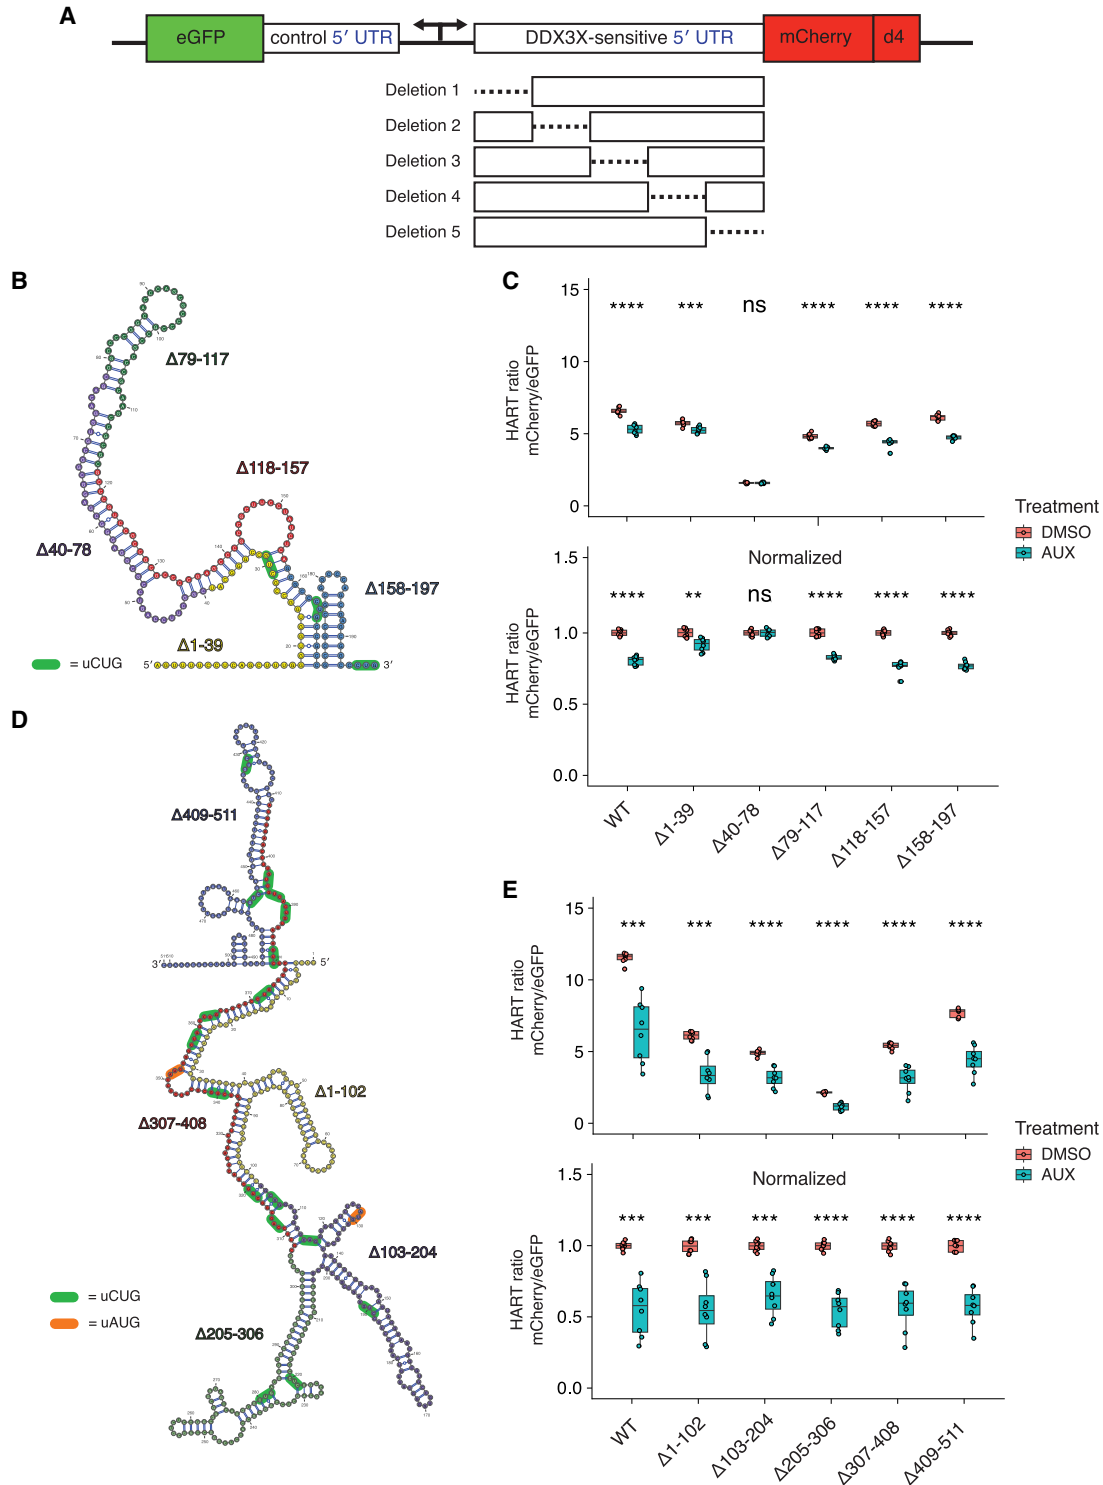 A
eGFP
control 5′ UTR
DDX3X-sensitive 5′ UTR
mCherry
d4
Deletion 1
Deletion 2
Deletion 3
Deletion 4
Deletion 5
B
Δ79-117
Δ118-157
Δ40-78
Δ158-197
Δ1-39
= uCUG
5′
3′
C
15
10
5
0
HART ratio
mCherry/eGFP
**** *** ns **** **** ****
Normalized
1.5
1.0
0.5
0.0
HART ratio
mCherry/eGFP
**** ** ns **** **** ****
WT
Δ1-39
Δ40-78
Δ79-117
Δ118-157
Δ158-197
Treatment
DMSO
AUX
D
Δ409-511
3′
5′
Δ1-102
Δ307-408
Δ103-204
Δ205-306
= uCUG
= uAUG
E
15
10
5
0
HART ratio
mCherry/eGFP
*** *** **** **** **** ****
Normalized
1.5
1.0
0.5
0.0
HART ratio
mCherry/eGFP
*** *** *** **** **** ****
WT
Δ1-102
Δ103-204
Δ205-306
Δ307-408
Δ409-511
Treatment
DMSO
AUX